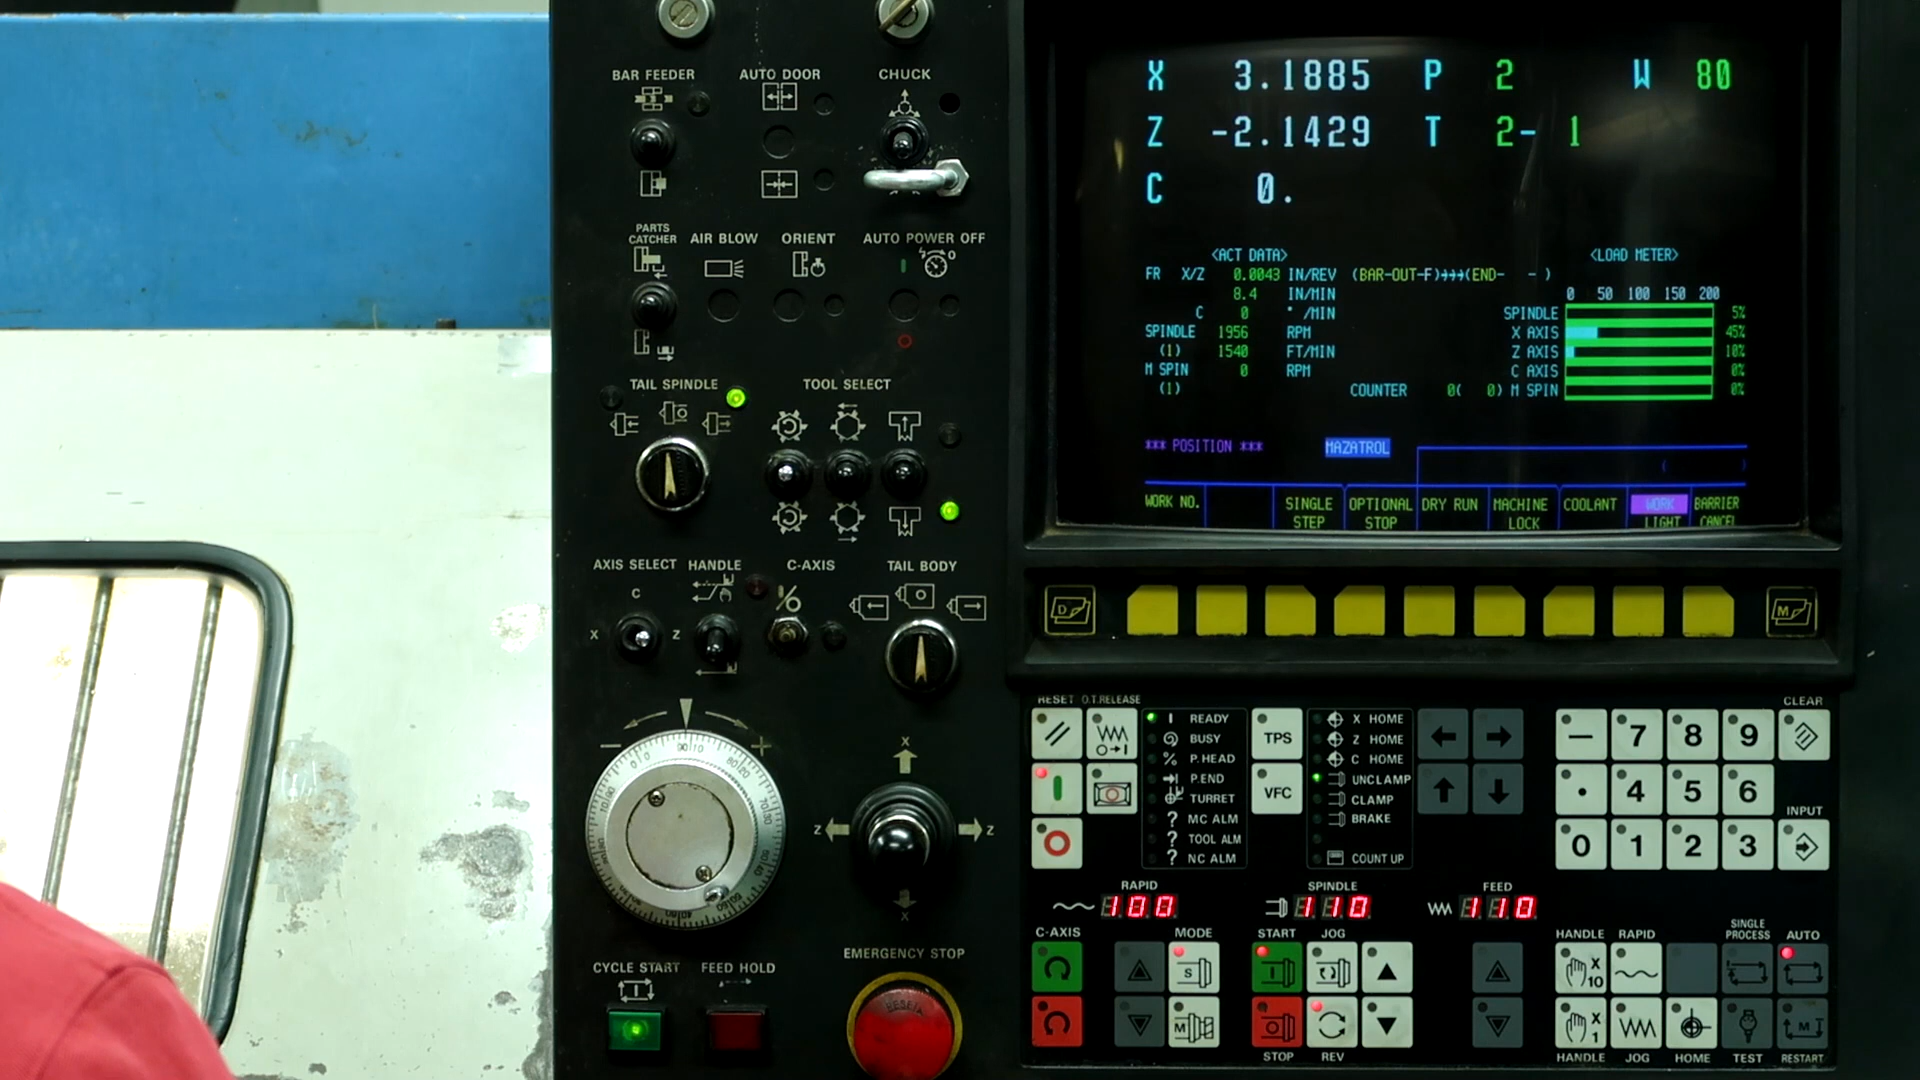 BAR FEEDER AUTO DOOR CHUCK
PARTS CATCHER AIR BLOW ORIENT AUTO POWER OFF
TAIL SPINDLE TOOL SELECT
AXIS SELECT HANDLE C-AXIS TAIL BODY
C
X Z
X
Z Z
X
CYCLE START FEED HOLD EMERGENCY STOP
RESET
X 3.1885 P 2 W 80
Z -2.1429 T 2- 1
C 0.
<ACT DATA> <LOAD METER>
FR X/Z 0.0043 IN/REV (BAR-OUT-F)→→→(END- - )
8.4 IN/MIN 0 50 100 150 200
C 0 °/MIN SPINDLE 5%
SPINDLE 1956 RPM X AXIS 45%
(1) 1540 FT/MIN Z AXIS 10%
M SPIN 0 RPM C AXIS 0%
(1) COUNTER 0( 0) M SPIN 0%
*** POSITION *** MAZATROL
WORK NO. SINGLE STEP OPTIONAL STOP DRY RUN MACHINE LOCK COOLANT WORK LIGHT BARRIER CANCEL
D M
RESET O.T.RELEASE CLEAR
READY TPS X HOME — 7 8 9
BUSY Z HOME
P.HEAD C HOME
P.END VFC UNCLAMP . 4 5 6
TURRET CLAMP
MC ALM BRAKE INPUT
TOOL ALM 0 1 2 3
NC ALM COUNT UP
RAPID SPINDLE FEED
100 110 110
C-AXIS MODE START JOG HANDLE RAPID SINGLE PROCESS AUTO
S X 10
M X 1 M
STOP REV HANDLE JOG HOME TEST RESTART